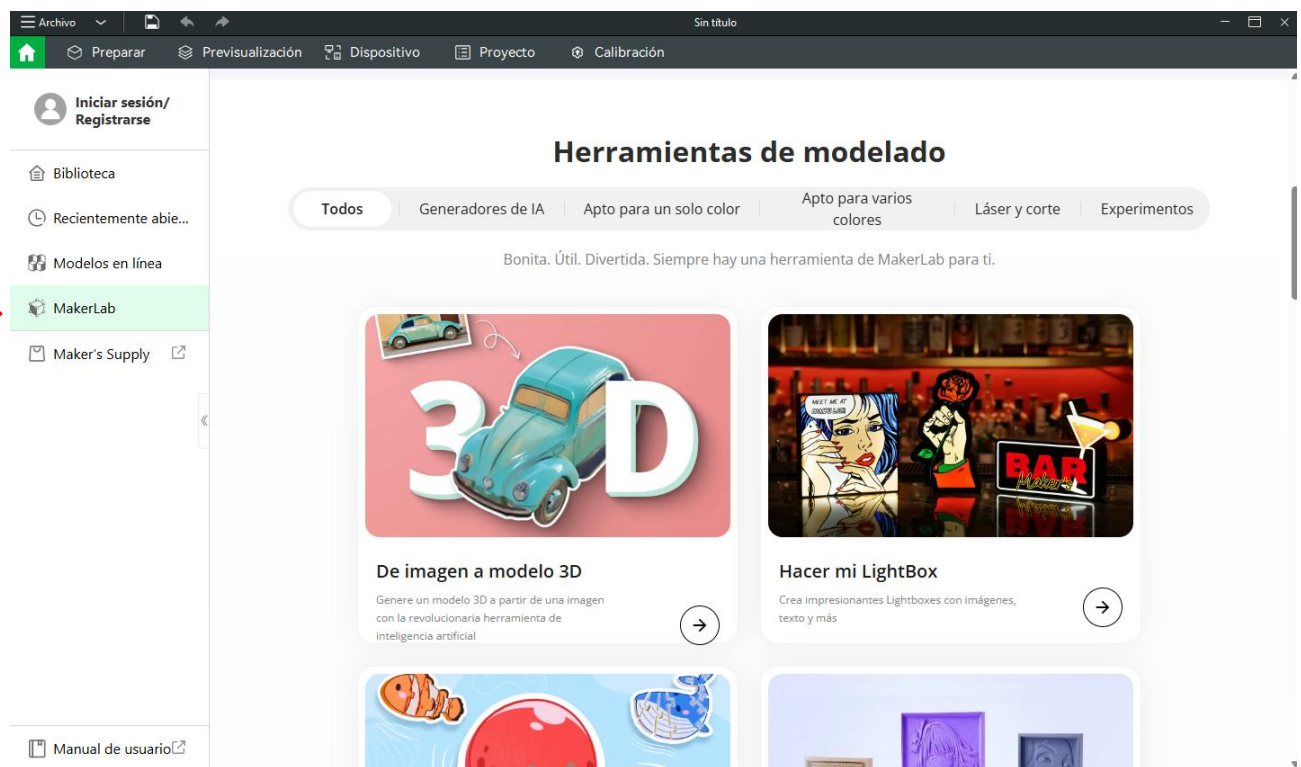 Archivo
Sin título
Preparar
Previsualización
Dispositivo
Proyecto
Calibración
Iniciar sesión/
Registrarse
Biblioteca
Recientemente abie...
Modelos en línea
MakerLab
Maker's Supply
Manual de usuario
Herramientas de modelado
Todos
Generadores de IA
Apto para un solo color
Apto para varios
colores
Láser y corte
Experimentos
Bonita. Útil. Divertida. Siempre hay una herramienta de MakerLab para ti.
3D
De imagen a modelo 3D
Genere un modelo 3D a partir de una imagen
con la revolucionaria herramienta de
inteligencia artificial
MEET ME AT
BAR
Hacer mi LightBox
Crea impresionantes Lightboxes con imágenes,
texto y más